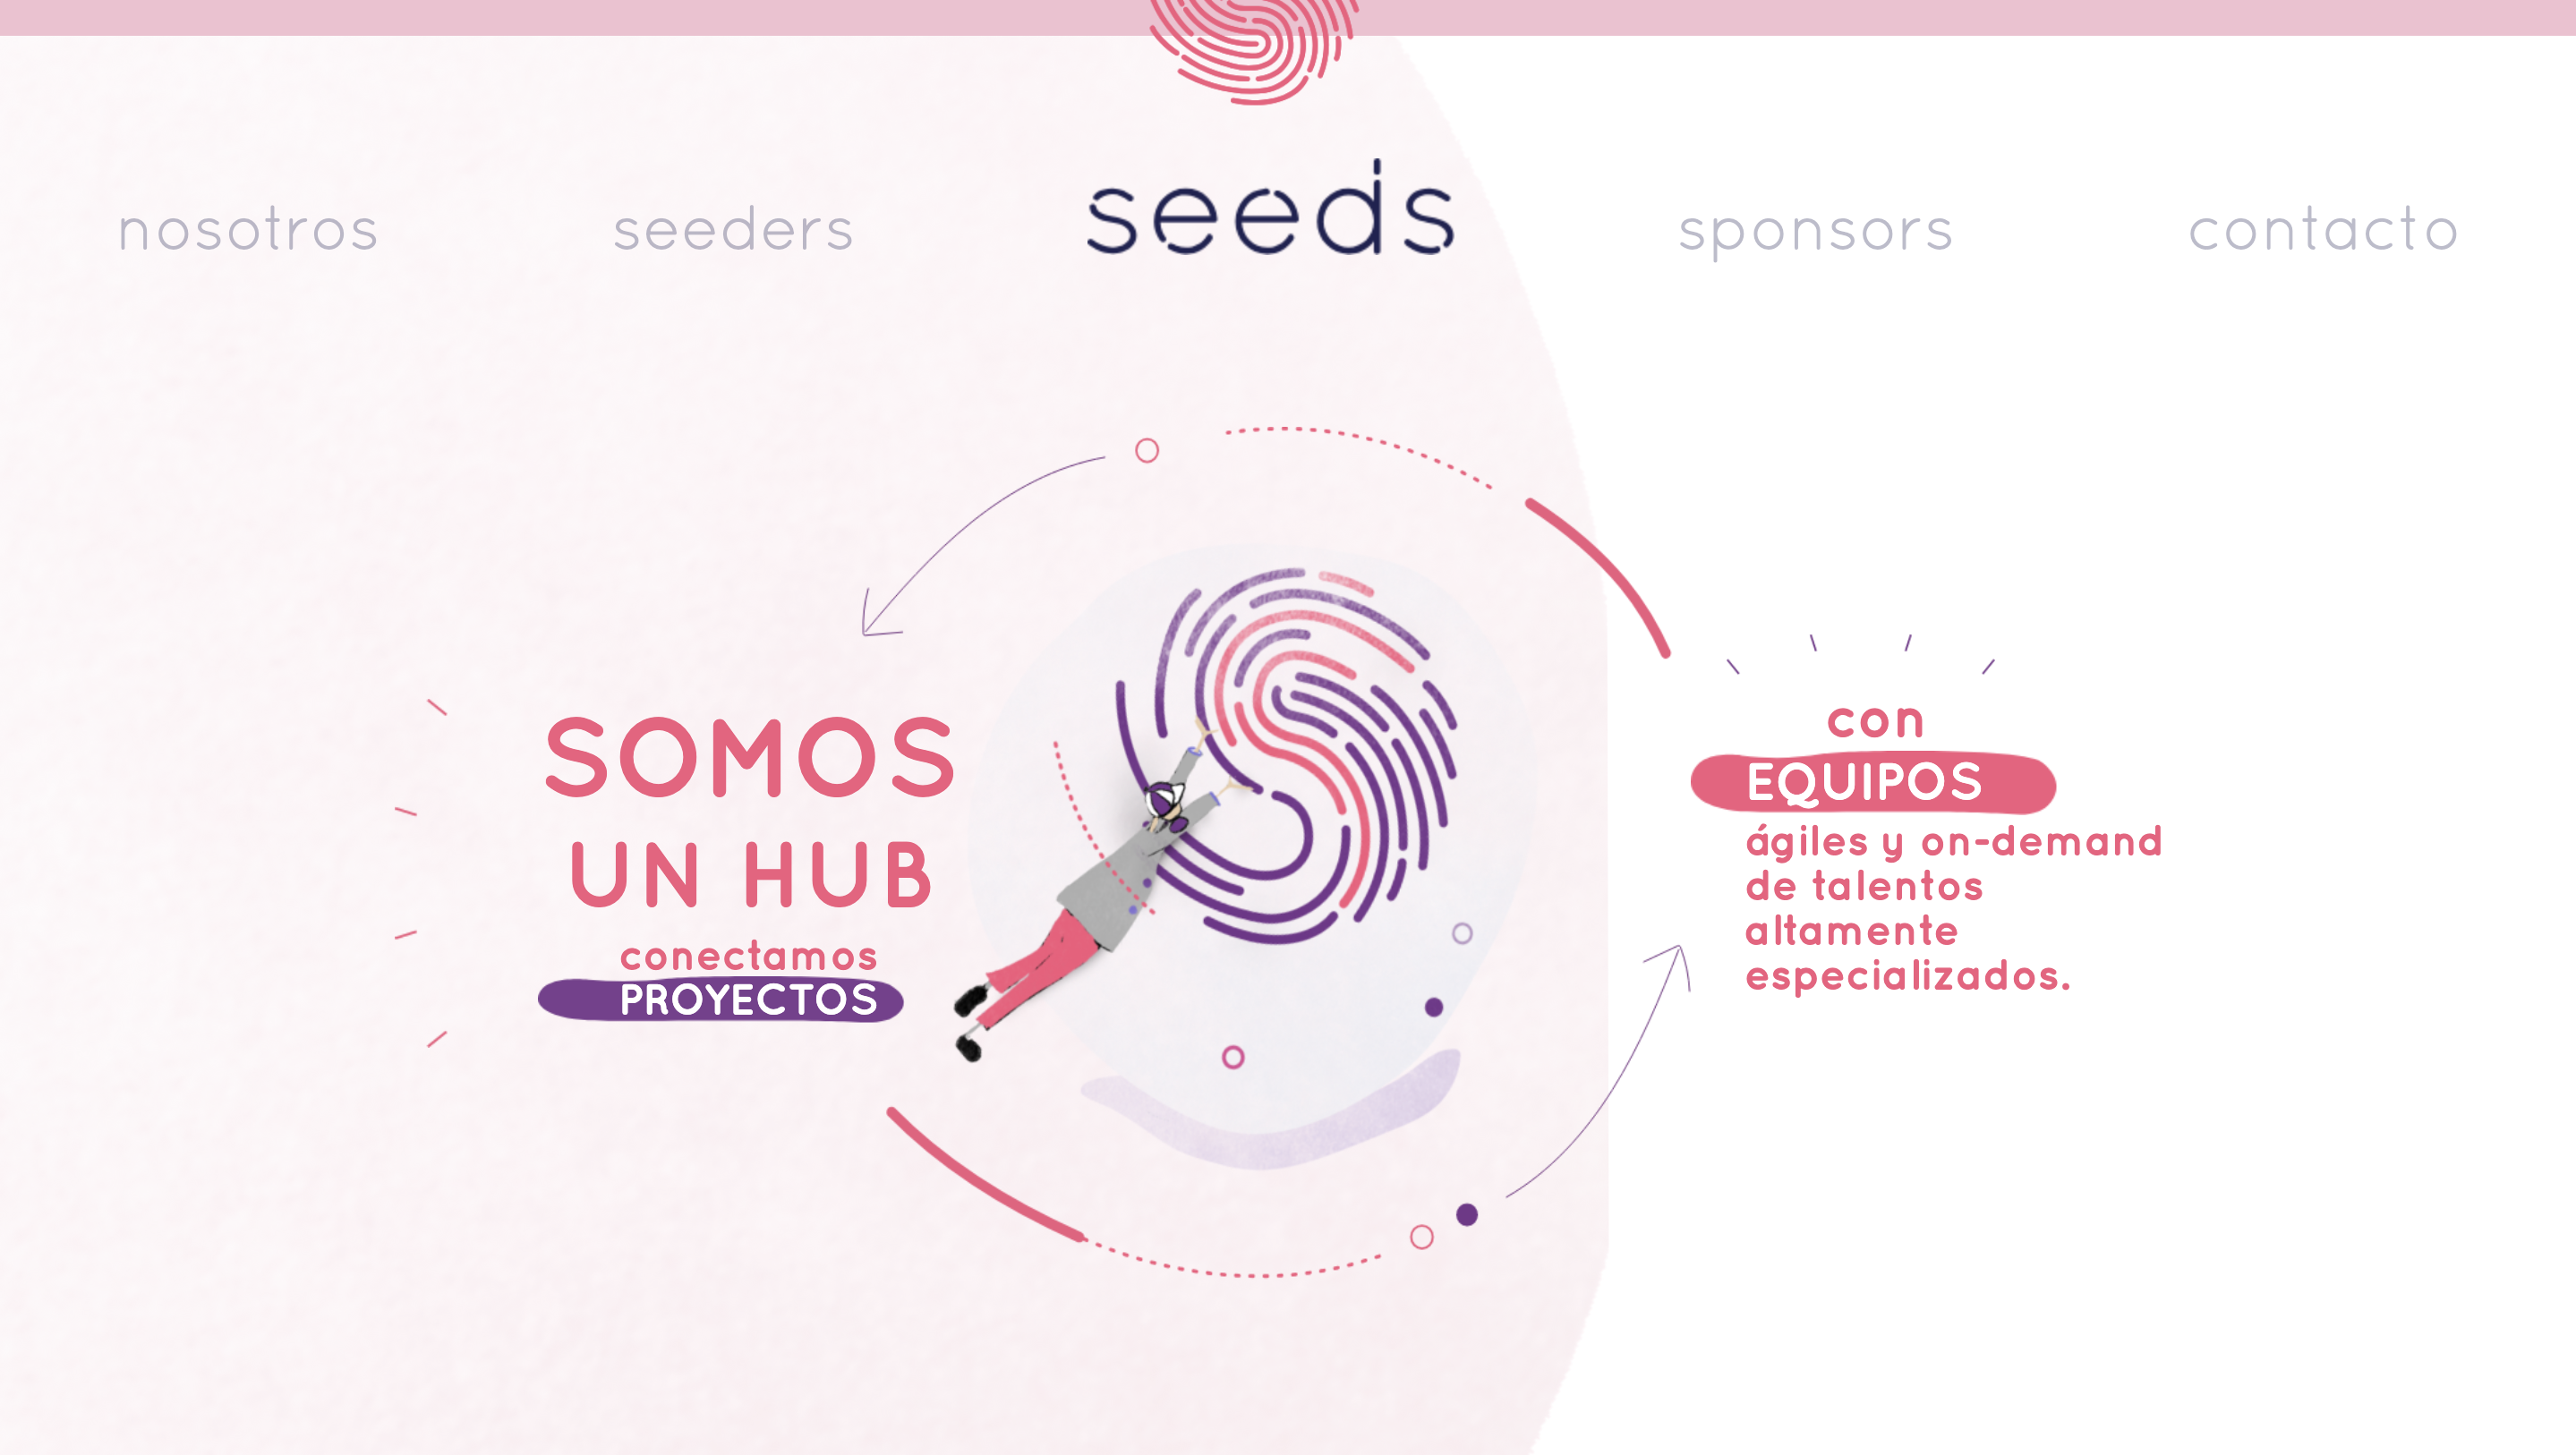 nosotros
seeders
seeds
sponsors
contacto
SOMOS
UN HUB
conectamos
PROYECTOS
con
EQUIPOS
ágiles y on-demand
de talentos
altamente
especializados.